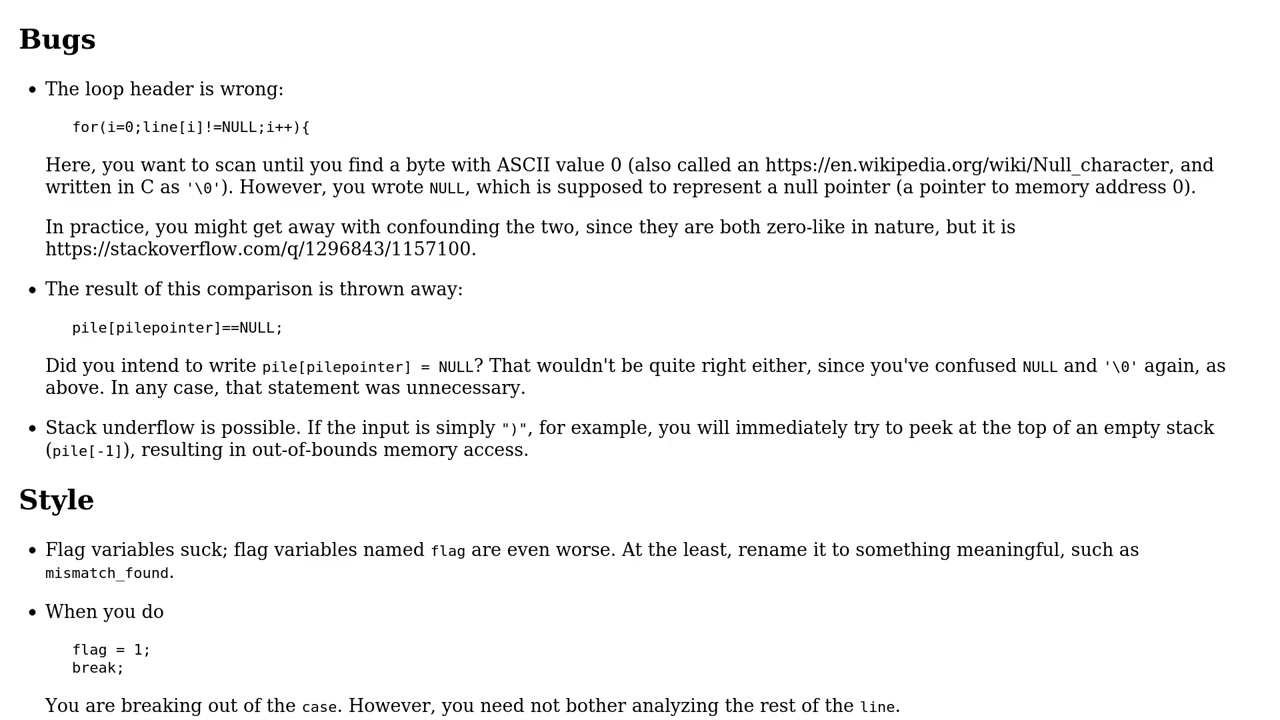 Bugs
• The loop header is wrong:
for(i=0;line[i]!=NULL;i++){
Here, you want to scan until you find a byte with ASCII value 0 (also called an https://en.wikipedia.org/wiki/Null_character, and
written in C as '\0'). However, you wrote NULL, which is supposed to represent a null pointer (a pointer to memory address 0).
In practice, you might get away with confounding the two, since they are both zero-like in nature, but it is
https://stackoverflow.com/q/1296843/1157100.
• The result of this comparison is thrown away:
pile[pilepointer]==NULL;
Did you intend to write pile[pilepointer] = NULL? That wouldn't be quite right either, since you've confused NULL and '\0' again, as
above. In any case, that statement was unnecessary.
• Stack underflow is possible. If the input is simply ")", for example, you will immediately try to peek at the top of an empty stack
(pile[-1]), resulting in out-of-bounds memory access.
Style
• Flag variables suck; flag variables named flag are even worse. At the least, rename it to something meaningful, such as
mismatch_found.
• When you do
flag = 1;
break;
You are breaking out of the case. However, you need not bother analyzing the rest of the line.